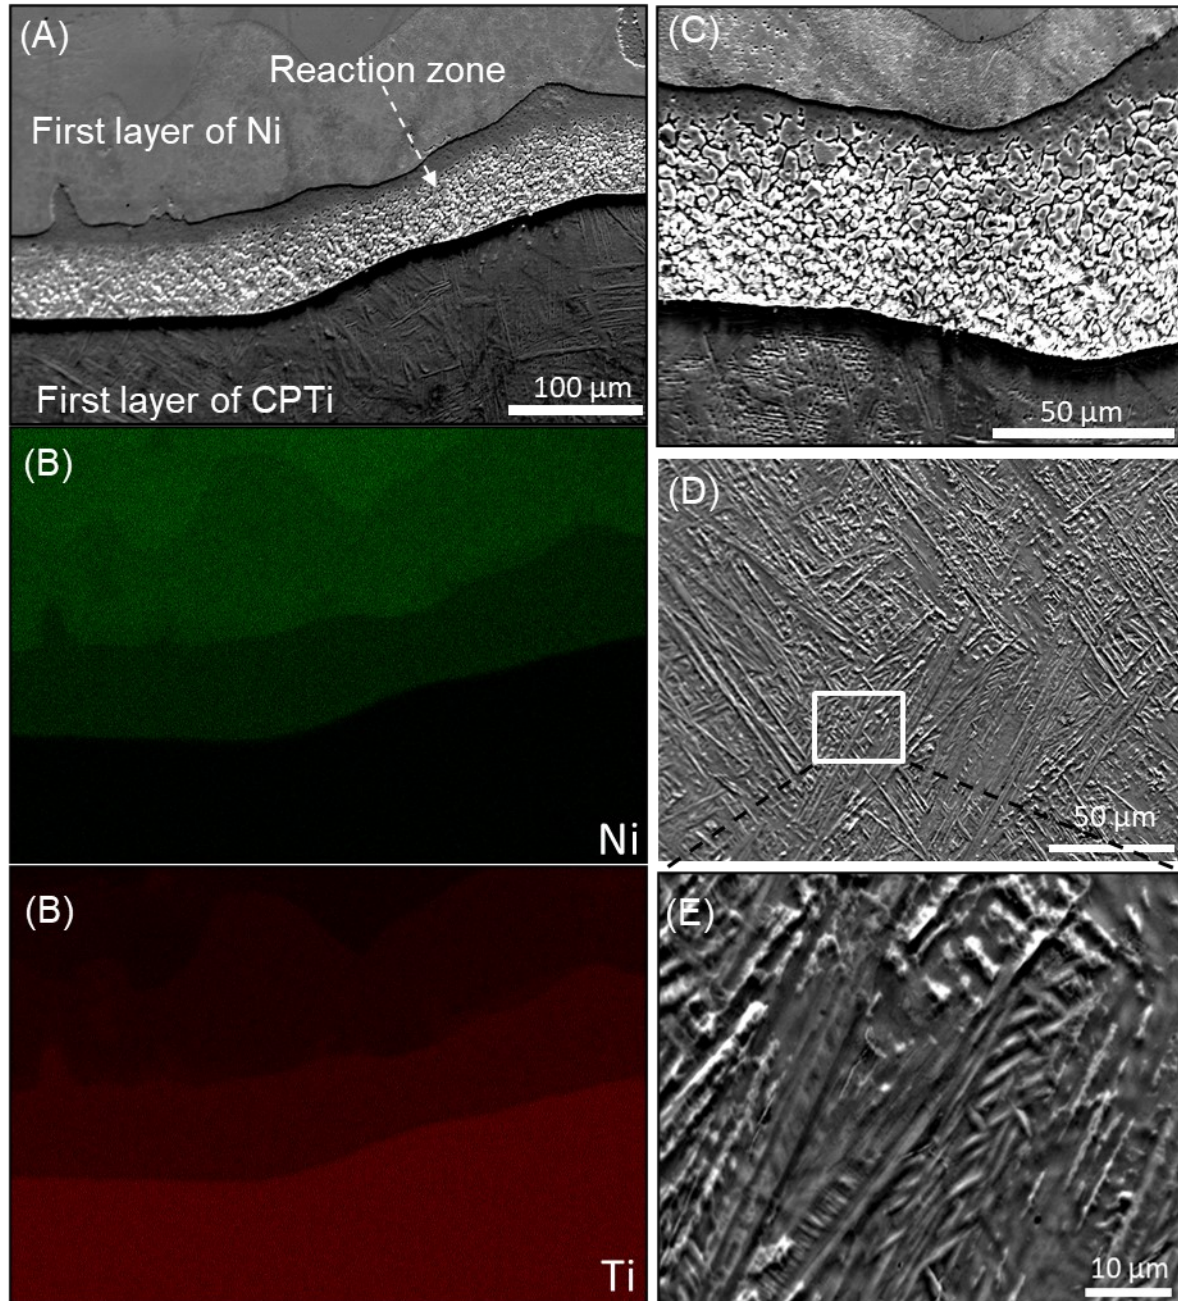 (A)
Reaction zone
First layer of Ni
First layer of CPTi
100 µm
(B)
Ni
(B)
Ti
(C)
50 µm
(D)
50 µm
(E)
10 µm